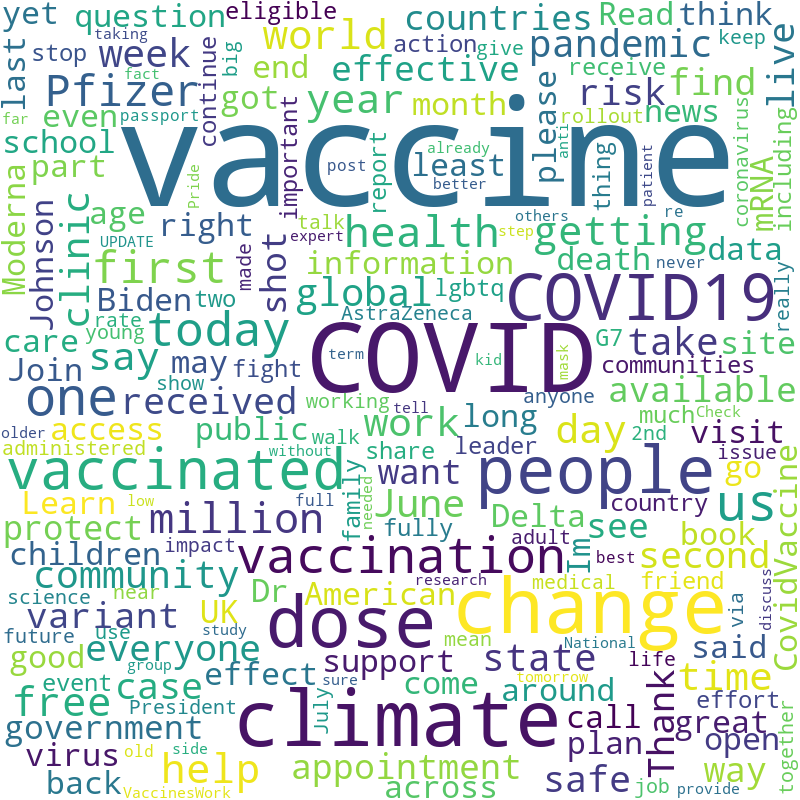 yet
question
taking
eligible
countries
Read
think
stop
week
world
action
give
pandemic
keep
last
fact
big
continue
end
effective
receive
live
Pfizer
got
year
month
please
risk
find
far
even
passport
rollout
news
vaccine
school
important
report
already
least
anti
thing
coronavirus
mRNA
including
part
post
better
patient
Moderna
Pride
age
right
talk
others
Johnson
clinic
UPDATE
shot
expert
health
step
getting
re
data
first
made
information
death
never
really
Biden
two
global
lgbtq
COVID19
rate
AstraZeneca
young
today
COVID
G7
take
site
care
say
fight
term
kid
mask
communities
Join
may
show
available
one
received
working
anyone
much
Check
older
access
public
walk
tell
work
long
day
2nd
visit
administered
without
share
leader
issue
vaccinated
want
people
go
Learn
low
family
needed
full
June
country
us
million
fully
Delta
see
book
CovidVaccine
protect
children
impact
vaccination
adult
Im
best
second
community
research
medical
friend
via
discuss
science
near
Dr
American
dose
change
variant
UK
future
use
study
mean
National
said
good
everyone
effect
support
state
life
time
event
group
case
sure
come
tomorrow
around
Thank
effort
free
President
July
climate
call
great
government
plan
open
together
virus
old
side
help
appointment
safe
way
back
VaccinesWork
across
job
provide